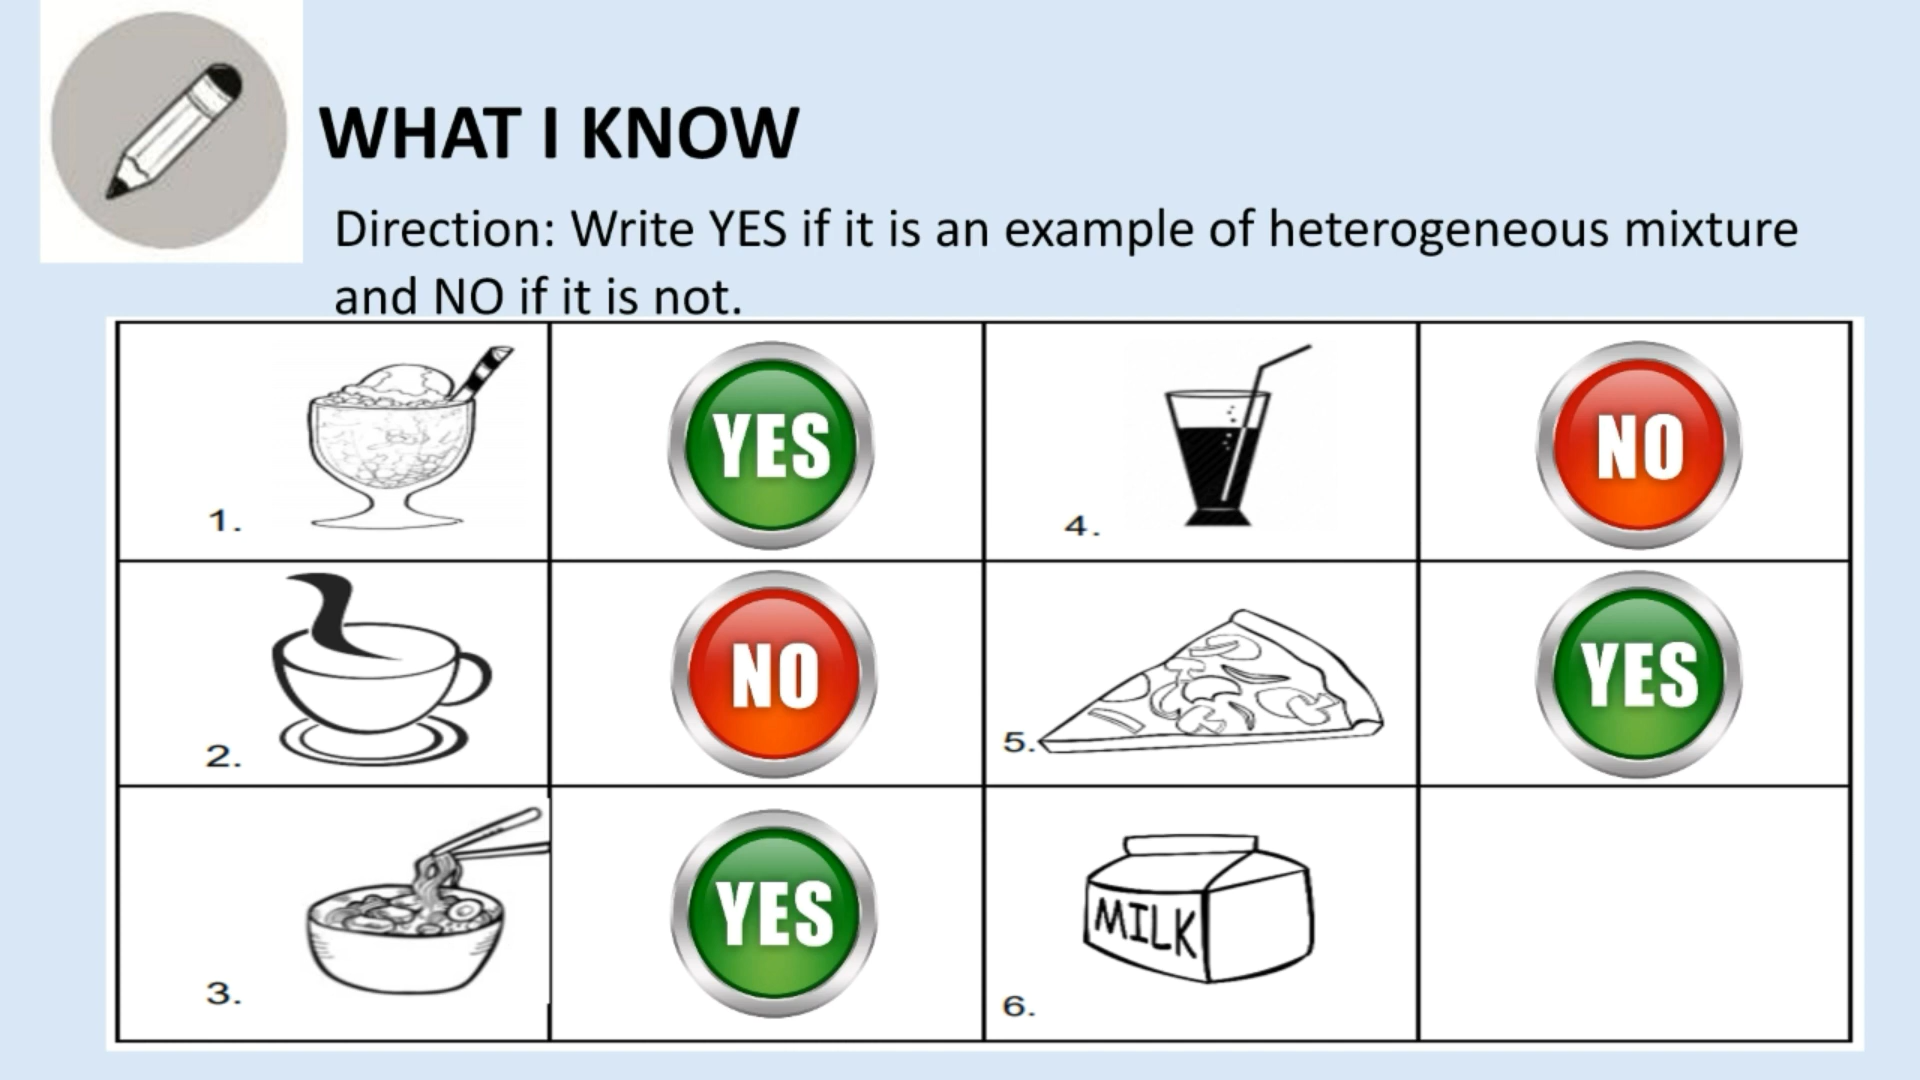 WHAT I KNOW
Direction: Write YES if it is an example of heterogeneous mixture
and NO if it is not.
1.
YES
4.
NO
2.
NO
5.
YES
3.
YES
MILK
6.